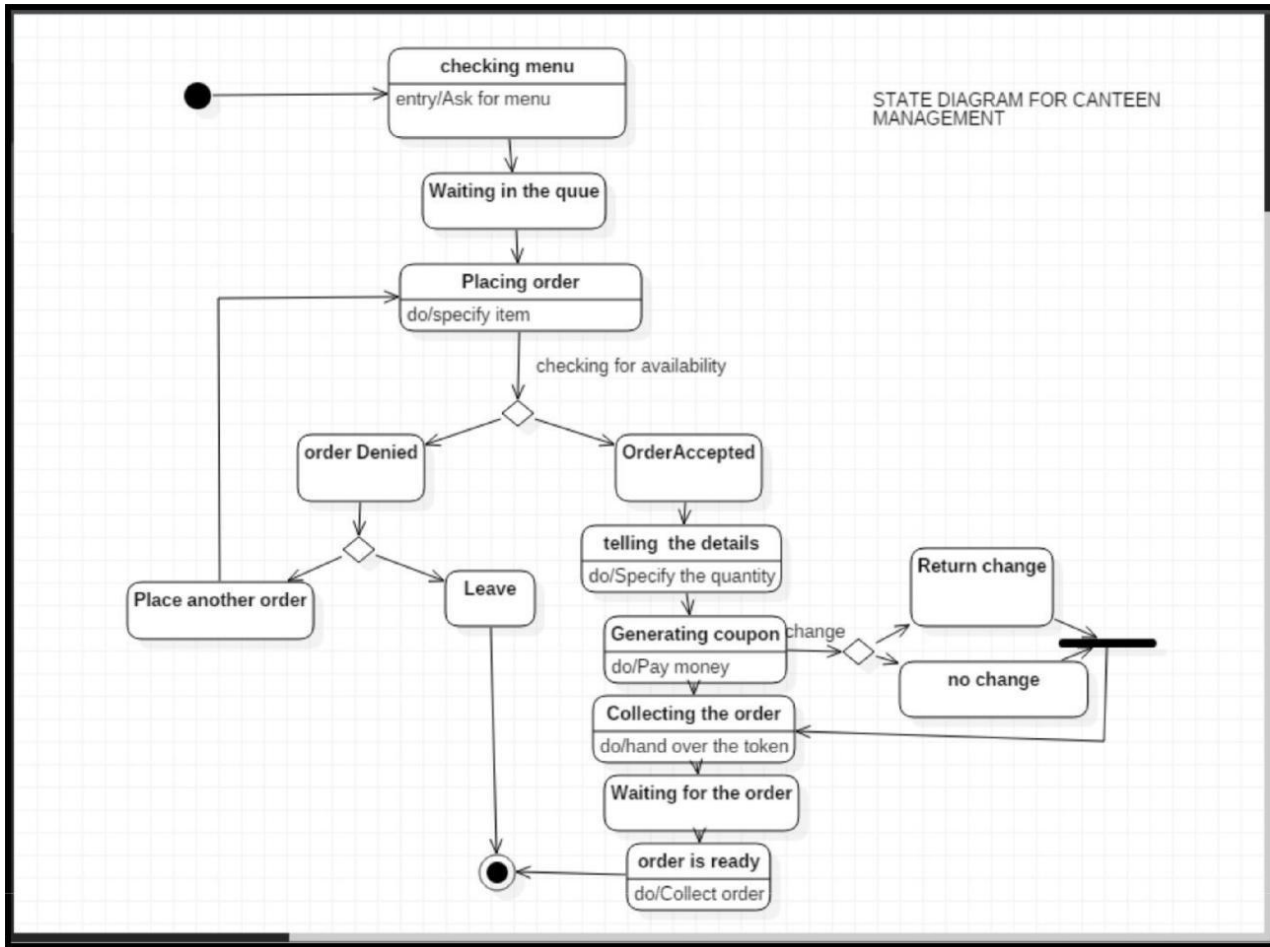 checking menu
entry/Ask for menu
STATE DIAGRAM FOR CANTEEN
MANAGEMENT
Waiting in the quue
Placing order
do/specify item
checking for availability
order Denied
OrderAccepted
telling the details
do/Specify the quantity
Return change
Place another order
Leave
Generating coupon
do/Pay money
change
no change
Collecting the order
do/hand over the token
Waiting for the order
order is ready
do/Collect order